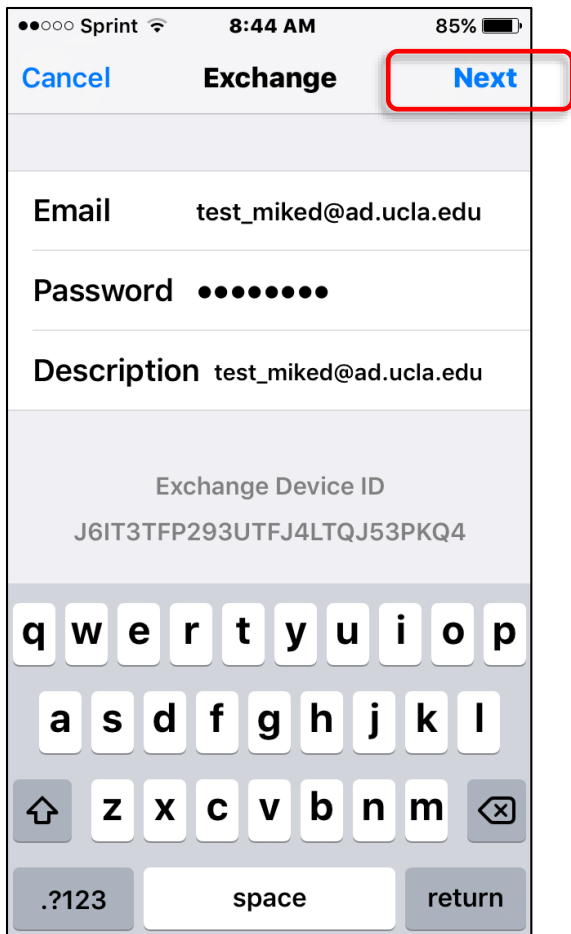 Sprint 8:44 AM 85%
Cancel Exchange Next
Email test_miked@ad.ucla.edu
Password ●●●●●●●●
Description test_miked@ad.ucla.edu
Exchange Device ID
J6IT3TFP293UTFJ4LTQJ53PKQ4
q w e r t y u i o p
a s d f g h j k l
z x c v b n m
.?123 space return